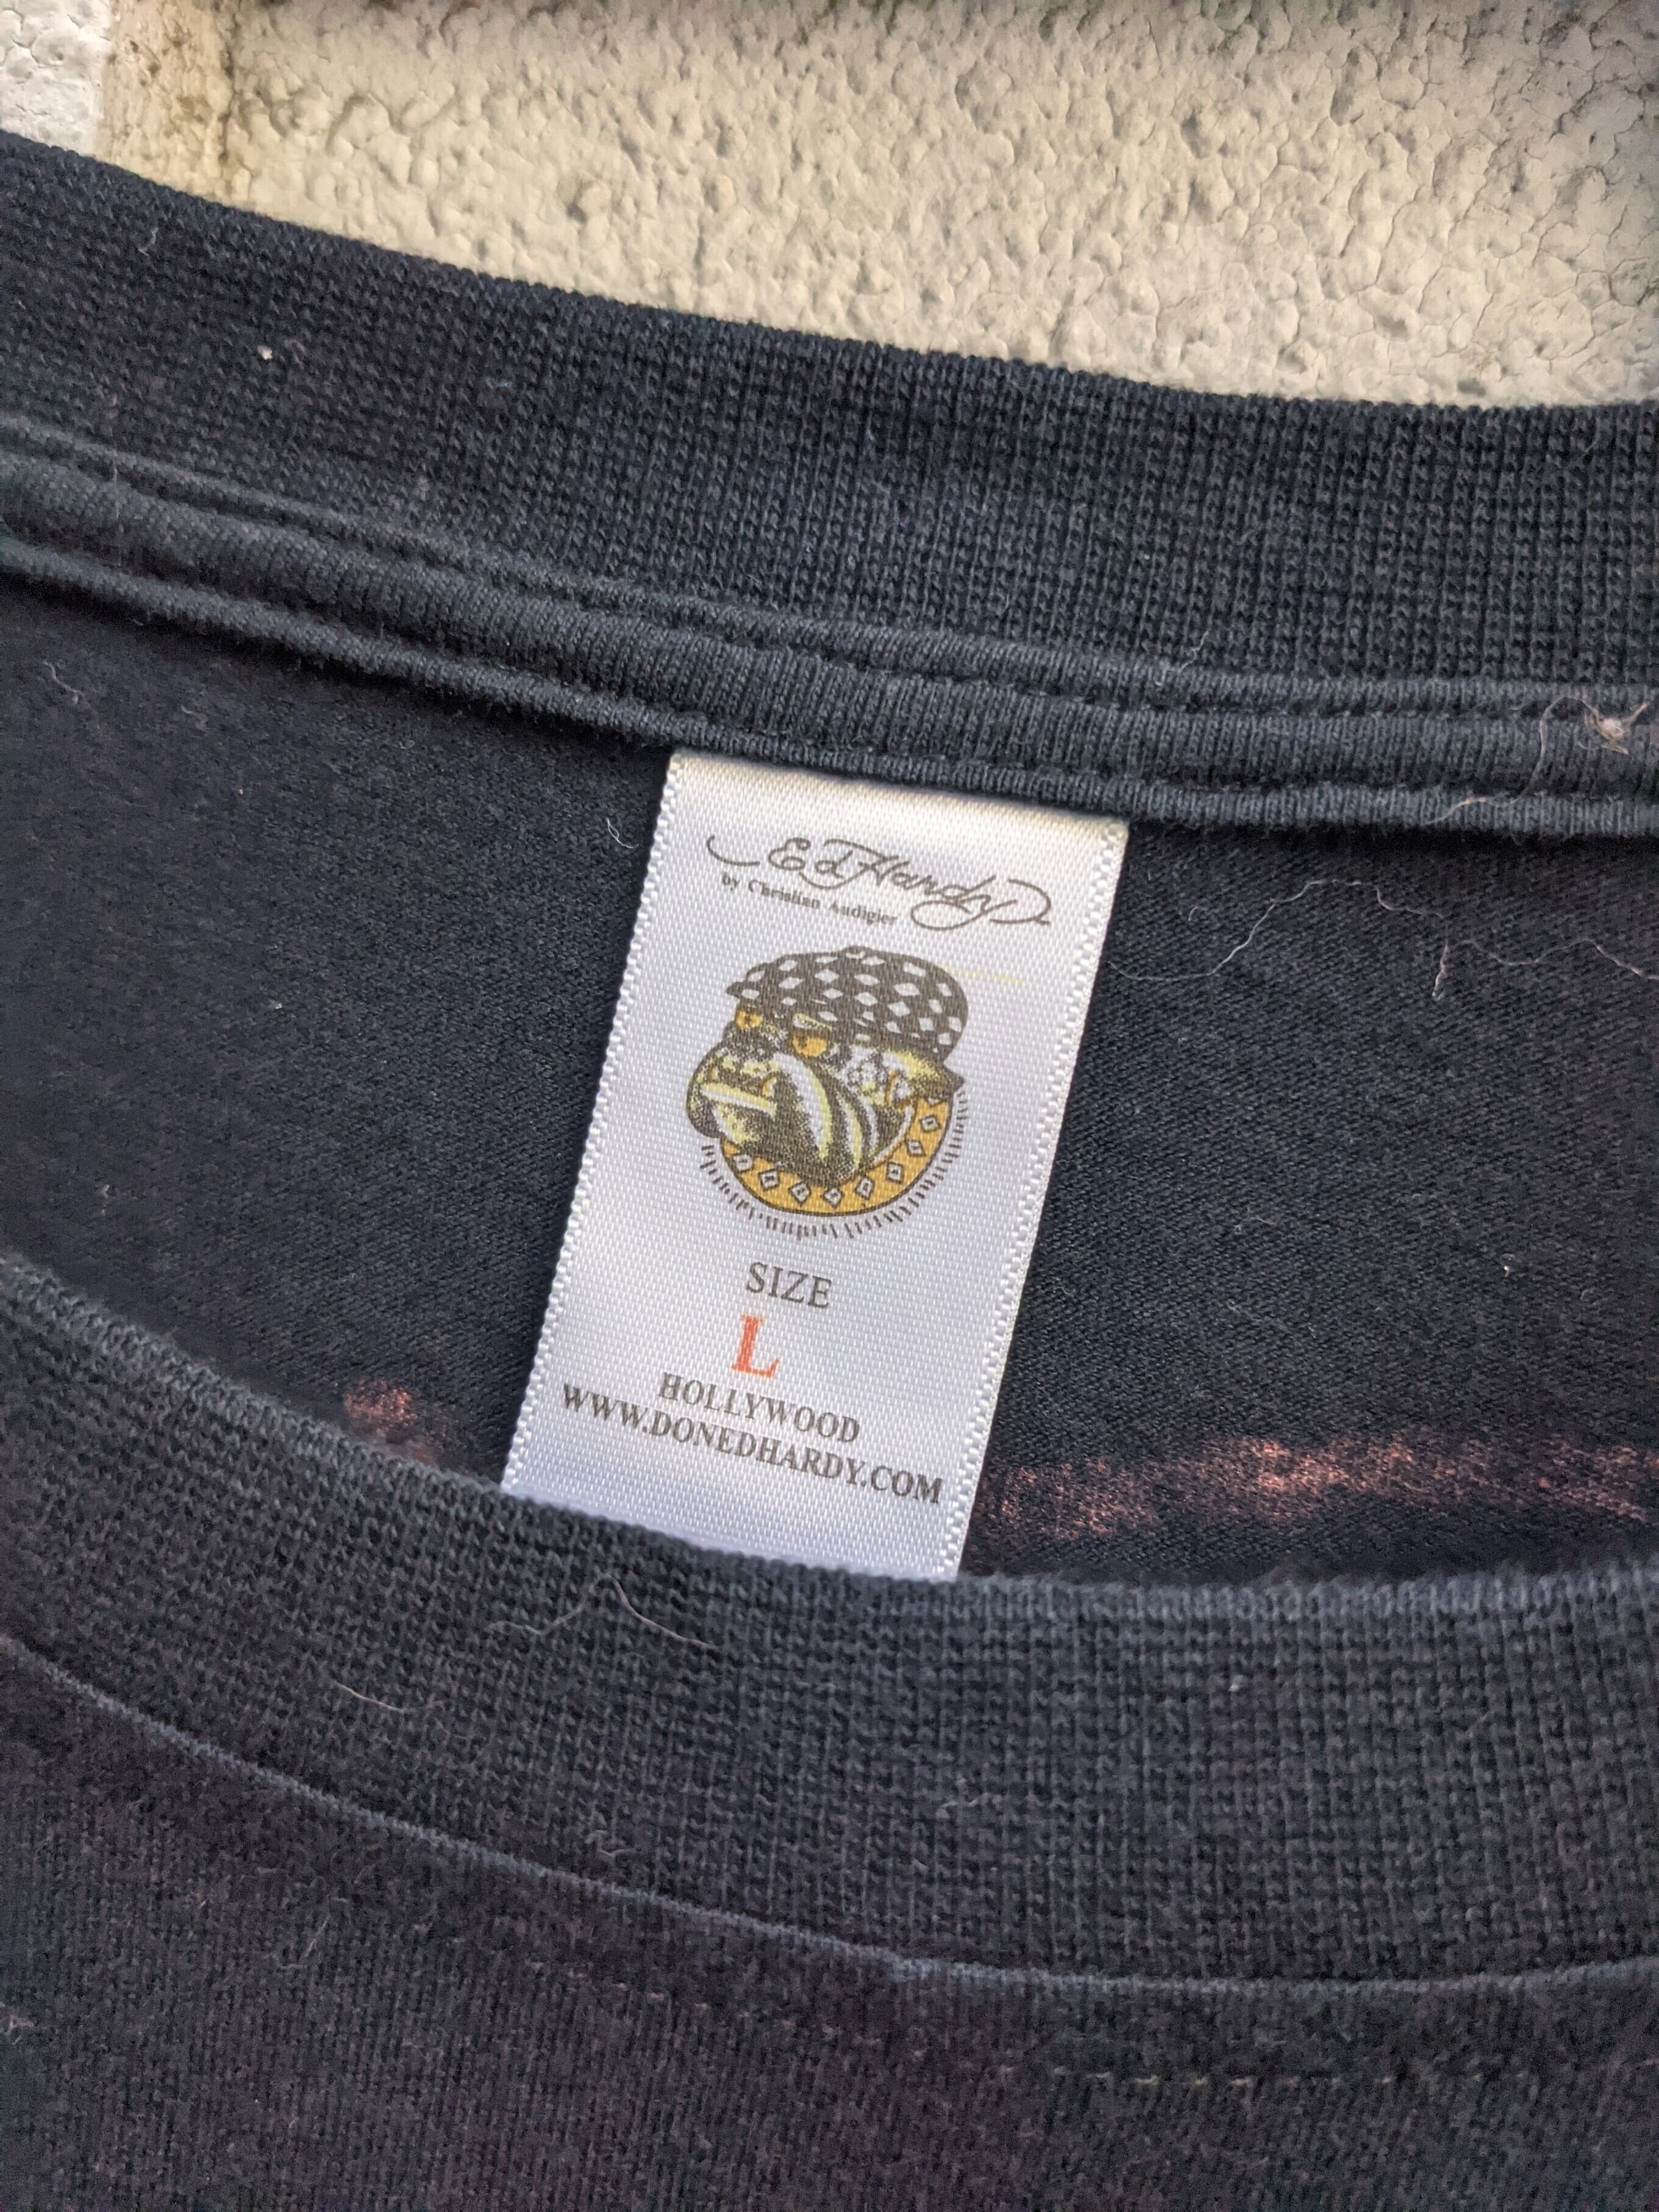 Ed Hardy
by Christian Audigier
SIZE
L
HOLLYWOOD
WWW.DONEDHARDY.COM